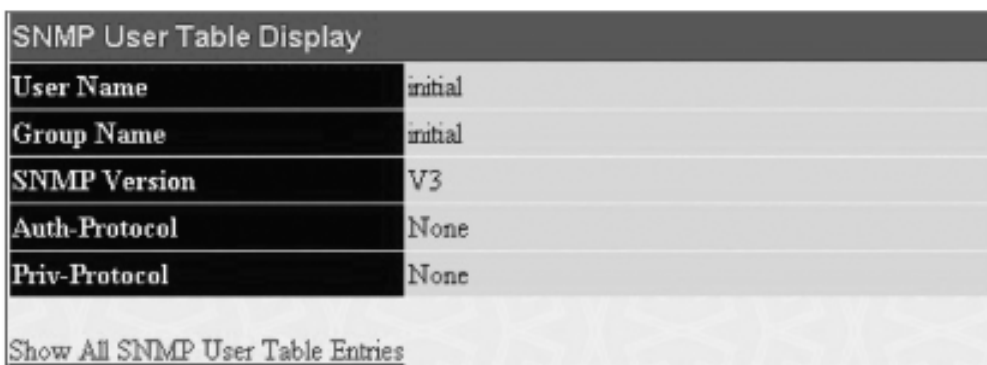 SNMP User Table Display
User Name initial
Group Name initial
SNMP Version V3
Auth-Protocol None
Priv-Protocol None
Show All SNMP User Table Entries